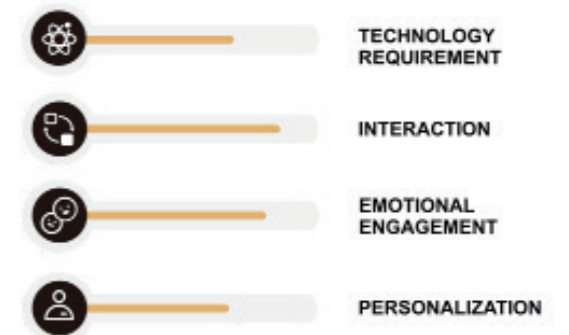 TECHNOLOGY
REQUIREMENT
INTERACTION
EMOTIONAL
ENGAGEMENT
PERSONALIZATION